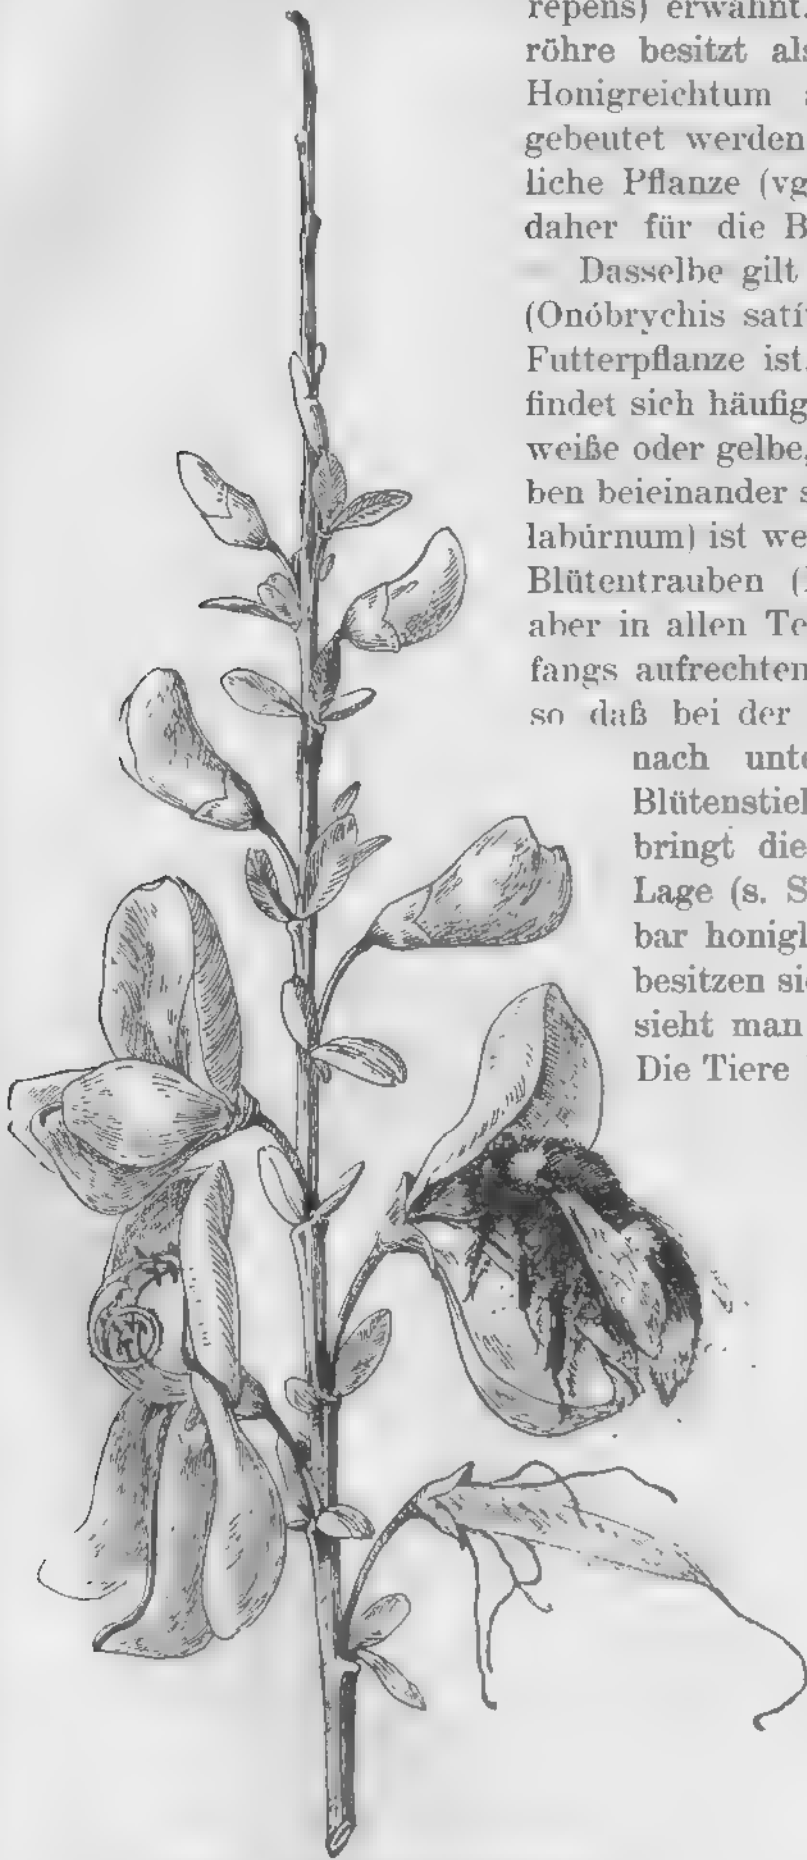 repens) erwähnt.
röhre besitzt als
Honigreichtum
gebeutet werden
liche Pflanze (vg
daher für die B
Dasselbe gilt
(Onóbrychis satí
Futterpflanze ist.
findet sich häufig
weiße oder gelbe,
ben beieinander s
labúrnum) ist we
Blütentrauben (
aber in allen Te
fangs aufrechten
so daß bei der
nach unte
Blütenstiel
bringt die
Lage (s. S
bar honigl
besitzen si
sieht man
Die Tiere